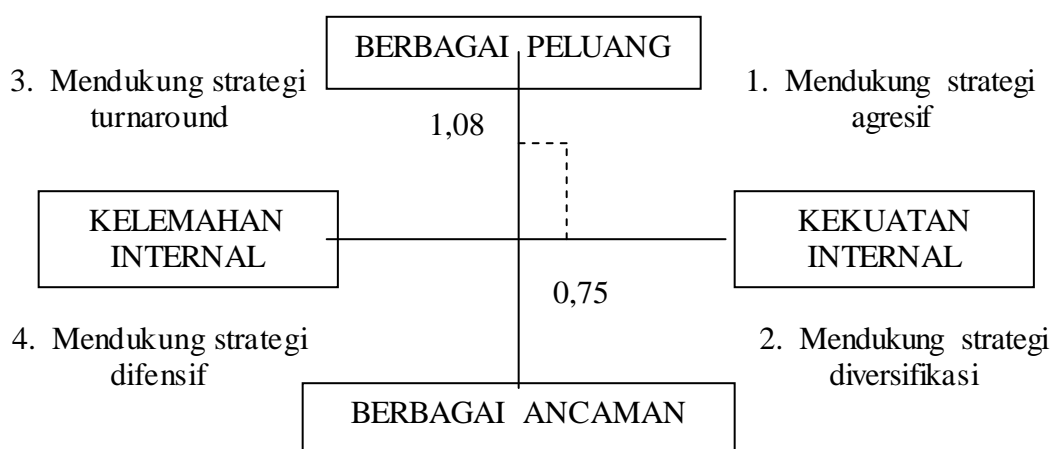 BERBAGAI PELUANG
3. Mendukung strategi
turnaround
1. Mendukung strategi
agresif
1,08
KELEMAHAN
INTERNAL
KEKUATAN
INTERNAL
0,75
4. Mendukung strategi
difensif
2. Mendukung strategi
diversifikasi
BERBAGAI ANCAMAN